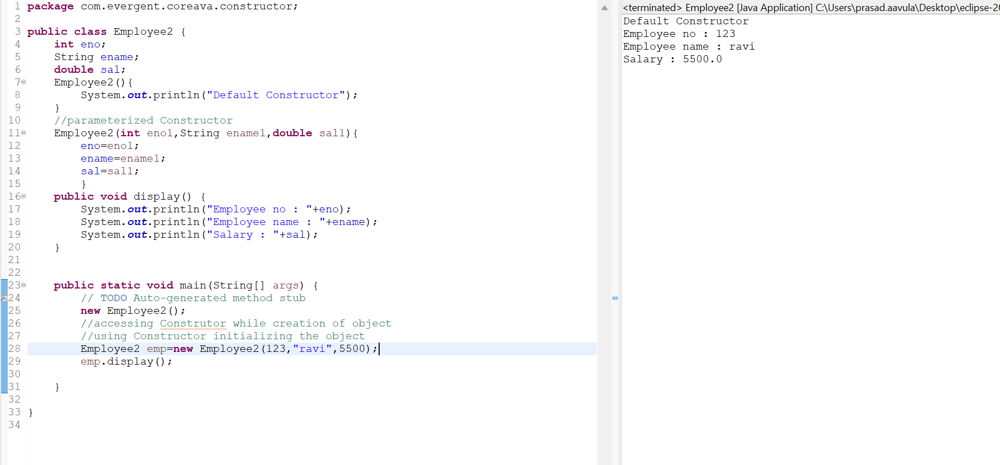 1 package com.evergent.coreava.constructor;
2
3 public class Employee2 {
4     int eno;
5     String ename;
6     double sal;
7     Employee2(){
8         System.out.println("Default Constructor");
9     }
10     //parameterized Constructor
11     Employee2(int eno1,String ename1,double sal1){
12         eno=eno1;
13         ename=ename1;
14         sal=sal1;
15         }
16     public void display() {
17         System.out.println("Employee no : "+eno);
18         System.out.println("Employee name : "+ename);
19         System.out.println("Salary : "+sal);
20     }
21
22
23     public static void main(String[] args) {
24         // TODO Auto-generated method stub
25         new Employee2();
26         //accessing Construtor while creation of object
27         //using Constructor initializing the object
28         Employee2 emp=new Employee2(123,"ravi",5500);
29         emp.display();
30
31     }
32
33 }
34
<terminated> Employee2 [Java Application] C:\Users\prasad.aavula\Desktop\eclipse-20
Default Constructor
Employee no : 123
Employee name : ravi
Salary : 5500.0